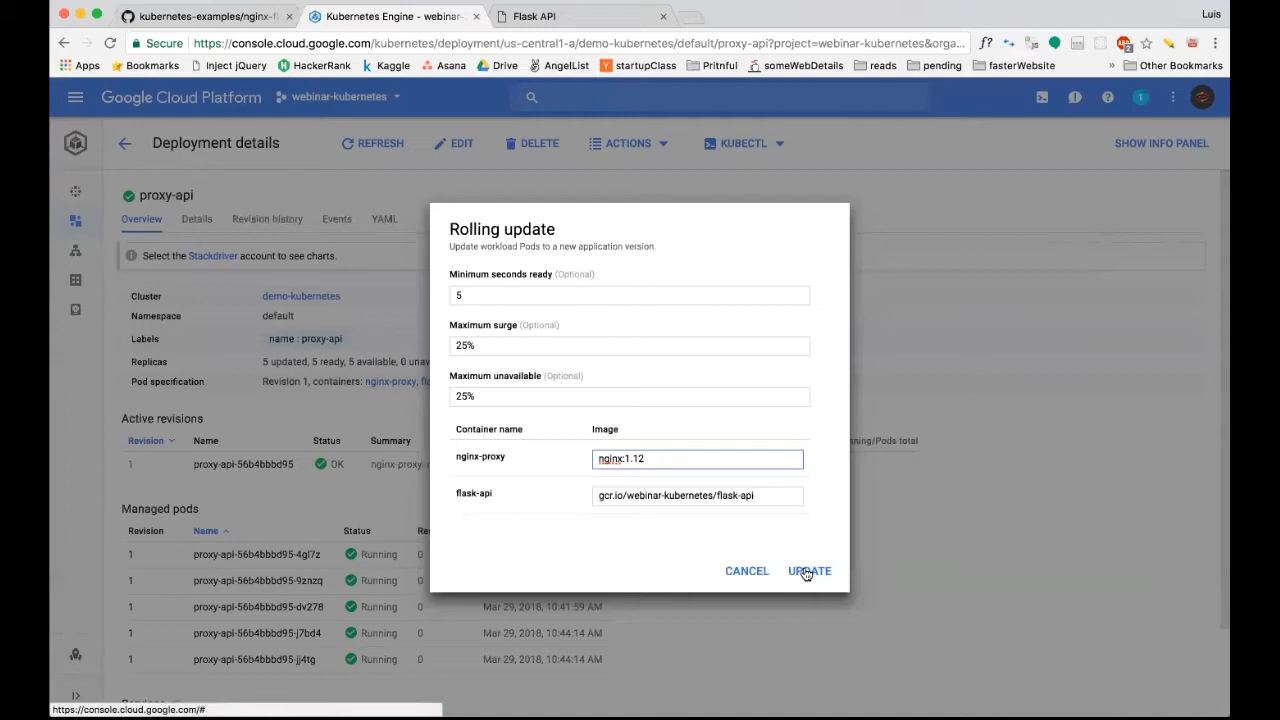 kubernetes-examples/nginx-f
Kubernetes Engine - webinar-
Flask API
Luis
Secure
https://console.cloud.google.com/kubernetes/deployment/us-central1-a/demo-kubernetes/default/proxy-api?project=webinar-kubernetes&orga...
Apps
Bookmarks
Inject jQuery
HackerRank
Kaggle
Asana
Drive
AngelList
startupClass
Pritnful
someWebDetails
reads
pending
fasterWebsite
»
Other Bookmarks
Google Cloud Platform
webinar-kubernetes
1
Deployment details
REFRESH
EDIT
DELETE
ACTIONS
KUBECTL
SHOW INFO PANEL
proxy-api
Overview
Details
Revision history
Events
YAML
Select the Stackdriver account to see charts.
Cluster
demo-kubernetes
Namespace
default
Labels
name : proxy-api
Replicas
5 updated, 5 ready, 5 available, 0 unav
Pod specification
Revision 1, containers: nginx-proxy, fla
Active revisions
Revision
Name
Status
Summary
Running/Pods total
1
proxy-api-56b4bbbd95
OK
nginx-proxy:
Managed pods
Revision
Name
Status
Res
1
proxy-api-56b4bbbd95-4gl7z
Running
0
1
proxy-api-56b4bbbd95-9znzq
Running
0
1
proxy-api-56b4bbbd95-dv278
Running
0
Mar 29, 2018, 10:41:59 AM
1
proxy-api-56b4bbbd95-j7bd4
Running
0
Mar 29, 2018, 10:44:14 AM
1
proxy-api-56b4bbbd95-jj4tg
Running
0
Mar 29, 2018, 10:44:14 AM
Rolling update
Update workload Pods to a new application version.
Minimum seconds ready (Optional)
5
Maximum surge (Optional)
25%
Maximum unavailable (Optional)
25%
Container name
Image
nginx-proxy
nginx:1.12
flask-api
gcr.io/webinar-kubernetes/flask-api
CANCEL
UPDATE
https://console.cloud.google.com/#